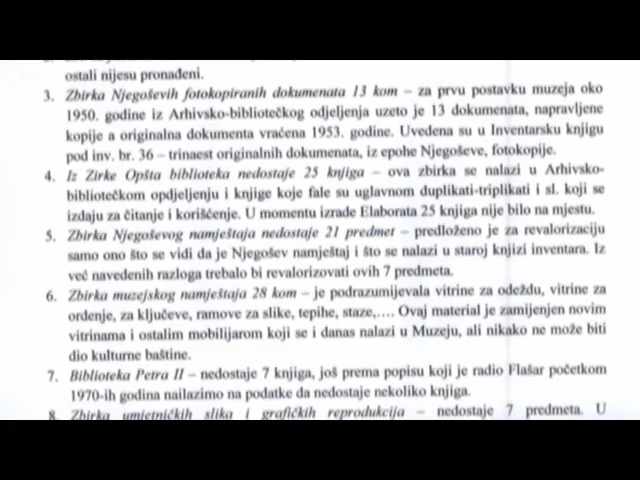 ostali nijesu pronađeni.
3. Zbirka Njegoševih fotokopiranih dokumenata 13 kom – za prvu postavku muzeja oko
1950. godine iz Arhivsko-bibliotečkog odjeljenja uzeto je 13 dokumenata, napravljene
kopije a originalna dokumenta vraćena 1953. godine. Uvedena su u Inventarsku knjigu
pod inv. br. 36 – trinaest originalnih dokumenata, iz epohe Njegoševe, fotokopije.
4. Iz Zirke Opšta biblioteka nedostaje 25 knjiga – ova zbirka se nalazi u Arhivsko-
bibliotečkom opdjeljenju i knjige koje fale su uglavnom duplikati-triplikati i sl. koji se
izdaju za čitanje i korišćenje. U momentu izrade Elaborata 25 knjiga nije bilo na mjestu.
5. Zbirka Njegoševog namještaja nedostaje 21 predmet – predloženo je za revalorizaciju
samo ono što se vidi da je Njegošev namještaj i što se nalazi u staroj knjizi inventara. Iz
već navedenih razloga trebalo bi revalorizovati ovih 7 predmeta.
6. Zbirka muzejskog namještaja 28 kom – je podrazumijevala vitrine za odeždu, vitrine za
ordenje, za ključeve, ramove za slike, tepihe, staze,…. Ovaj material je zamijenjen novim
vitrinama i ostalim mobilijarom koji se i danas nalazi u Muzeju, ali nikako ne može biti
dio kulturne baštine.
7. Biblioteka Petra II – nedostaje 7 knjiga, još prema popisu koji je radio Flašar početkom
1970-ih godina nailazimo na podatke da nedostaje nekoliko knjiga.
8. Zbirka umjetničkih slika i grafičkih reprodukcija – nedostaje 7 predmeta. U